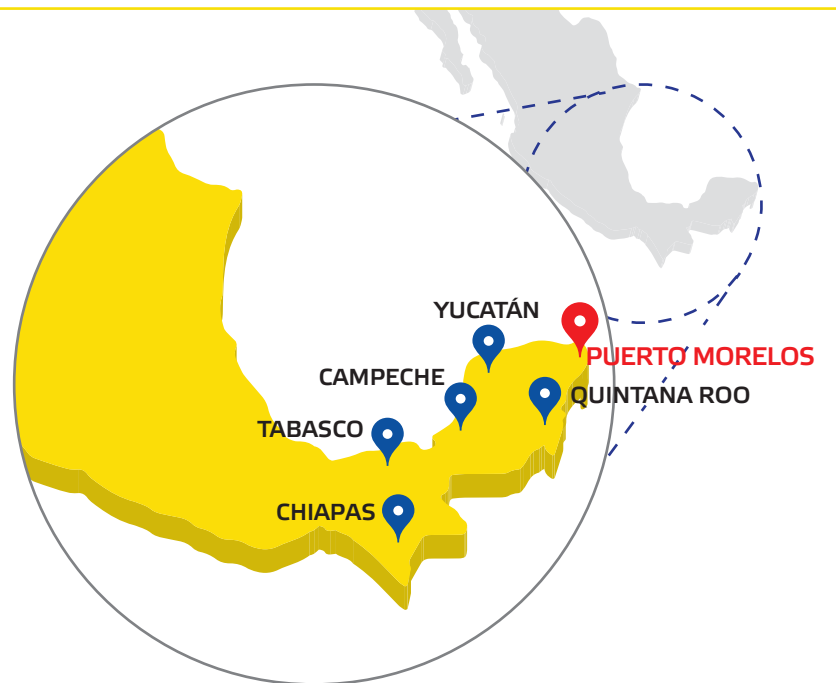 YUCATÁN
PUERTO MORELOS
CAMPECHE
QUINTANA ROO
TABASCO
CHIAPAS